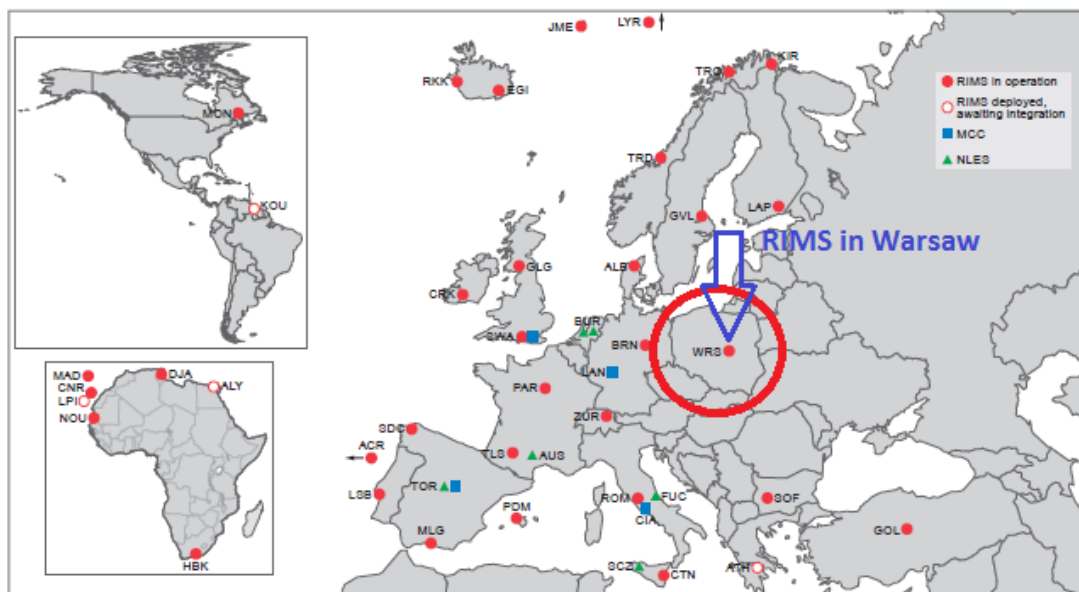 JME
LYR
KIR
TRO
RKK
EGI
RIMS in operation
RIMS deployed,
awaiting integration
MCC
NLES
MON
KOU
TRD
GVL
LAP
RIMS in Warsaw
GLG
ALB
CRK
BUR
SWA
BRN
WRS
LAN
PAR
ZUR
MAD
DJA
CNR
ALY
LPI
NOU
SDC
ACR
TLS
AUS
LSB
TOR
ROM
FUC
SOF
PDM
CIA
GOL
MLG
HBK
SCZ
CTN
ATH